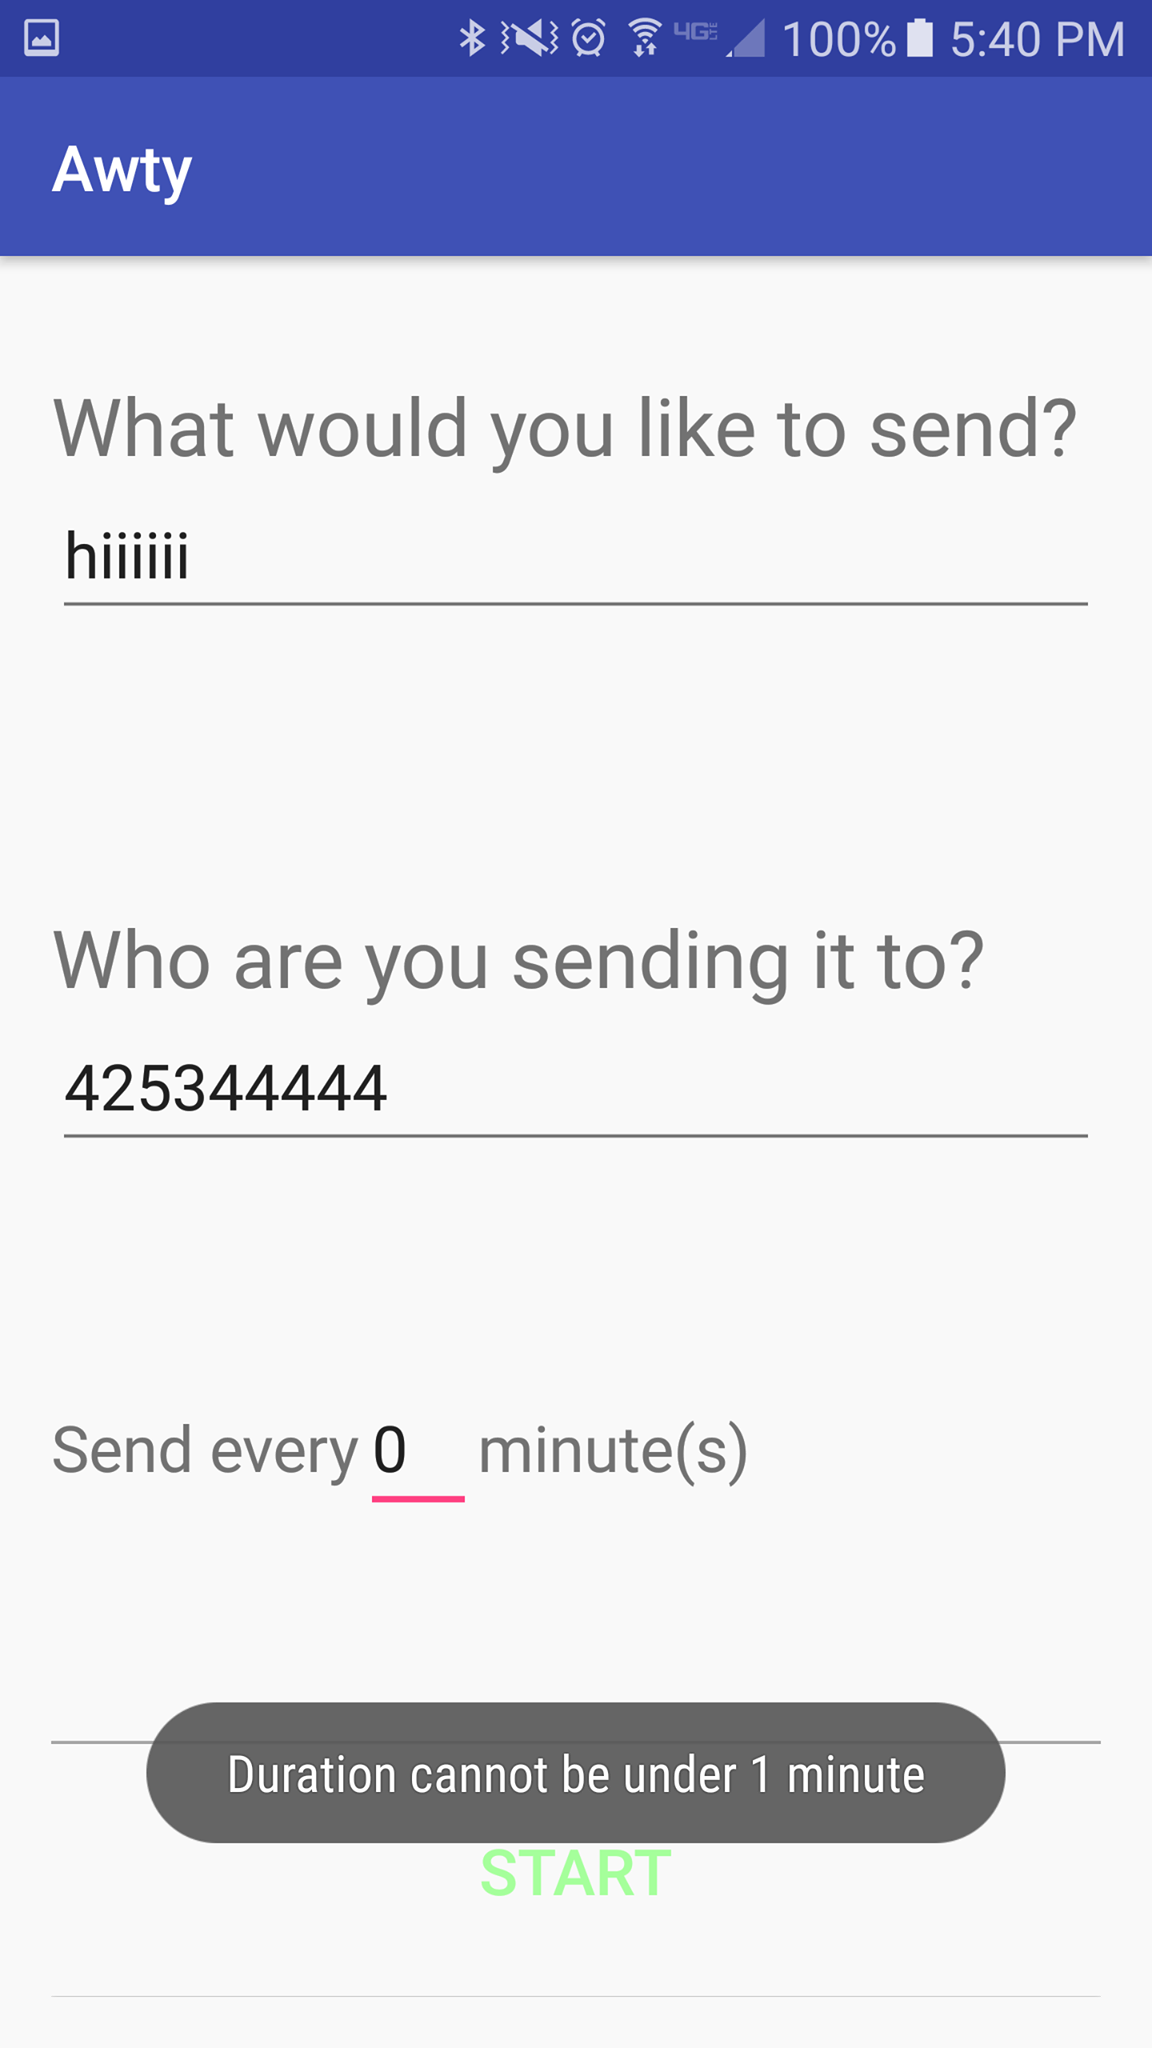 4G LTE 100% 5:40 PM
Awty
What would you like to send?
hiiiiii
Who are you sending it to?
425344444
Send every 0 minute(s)
Duration cannot be under 1 minute
START